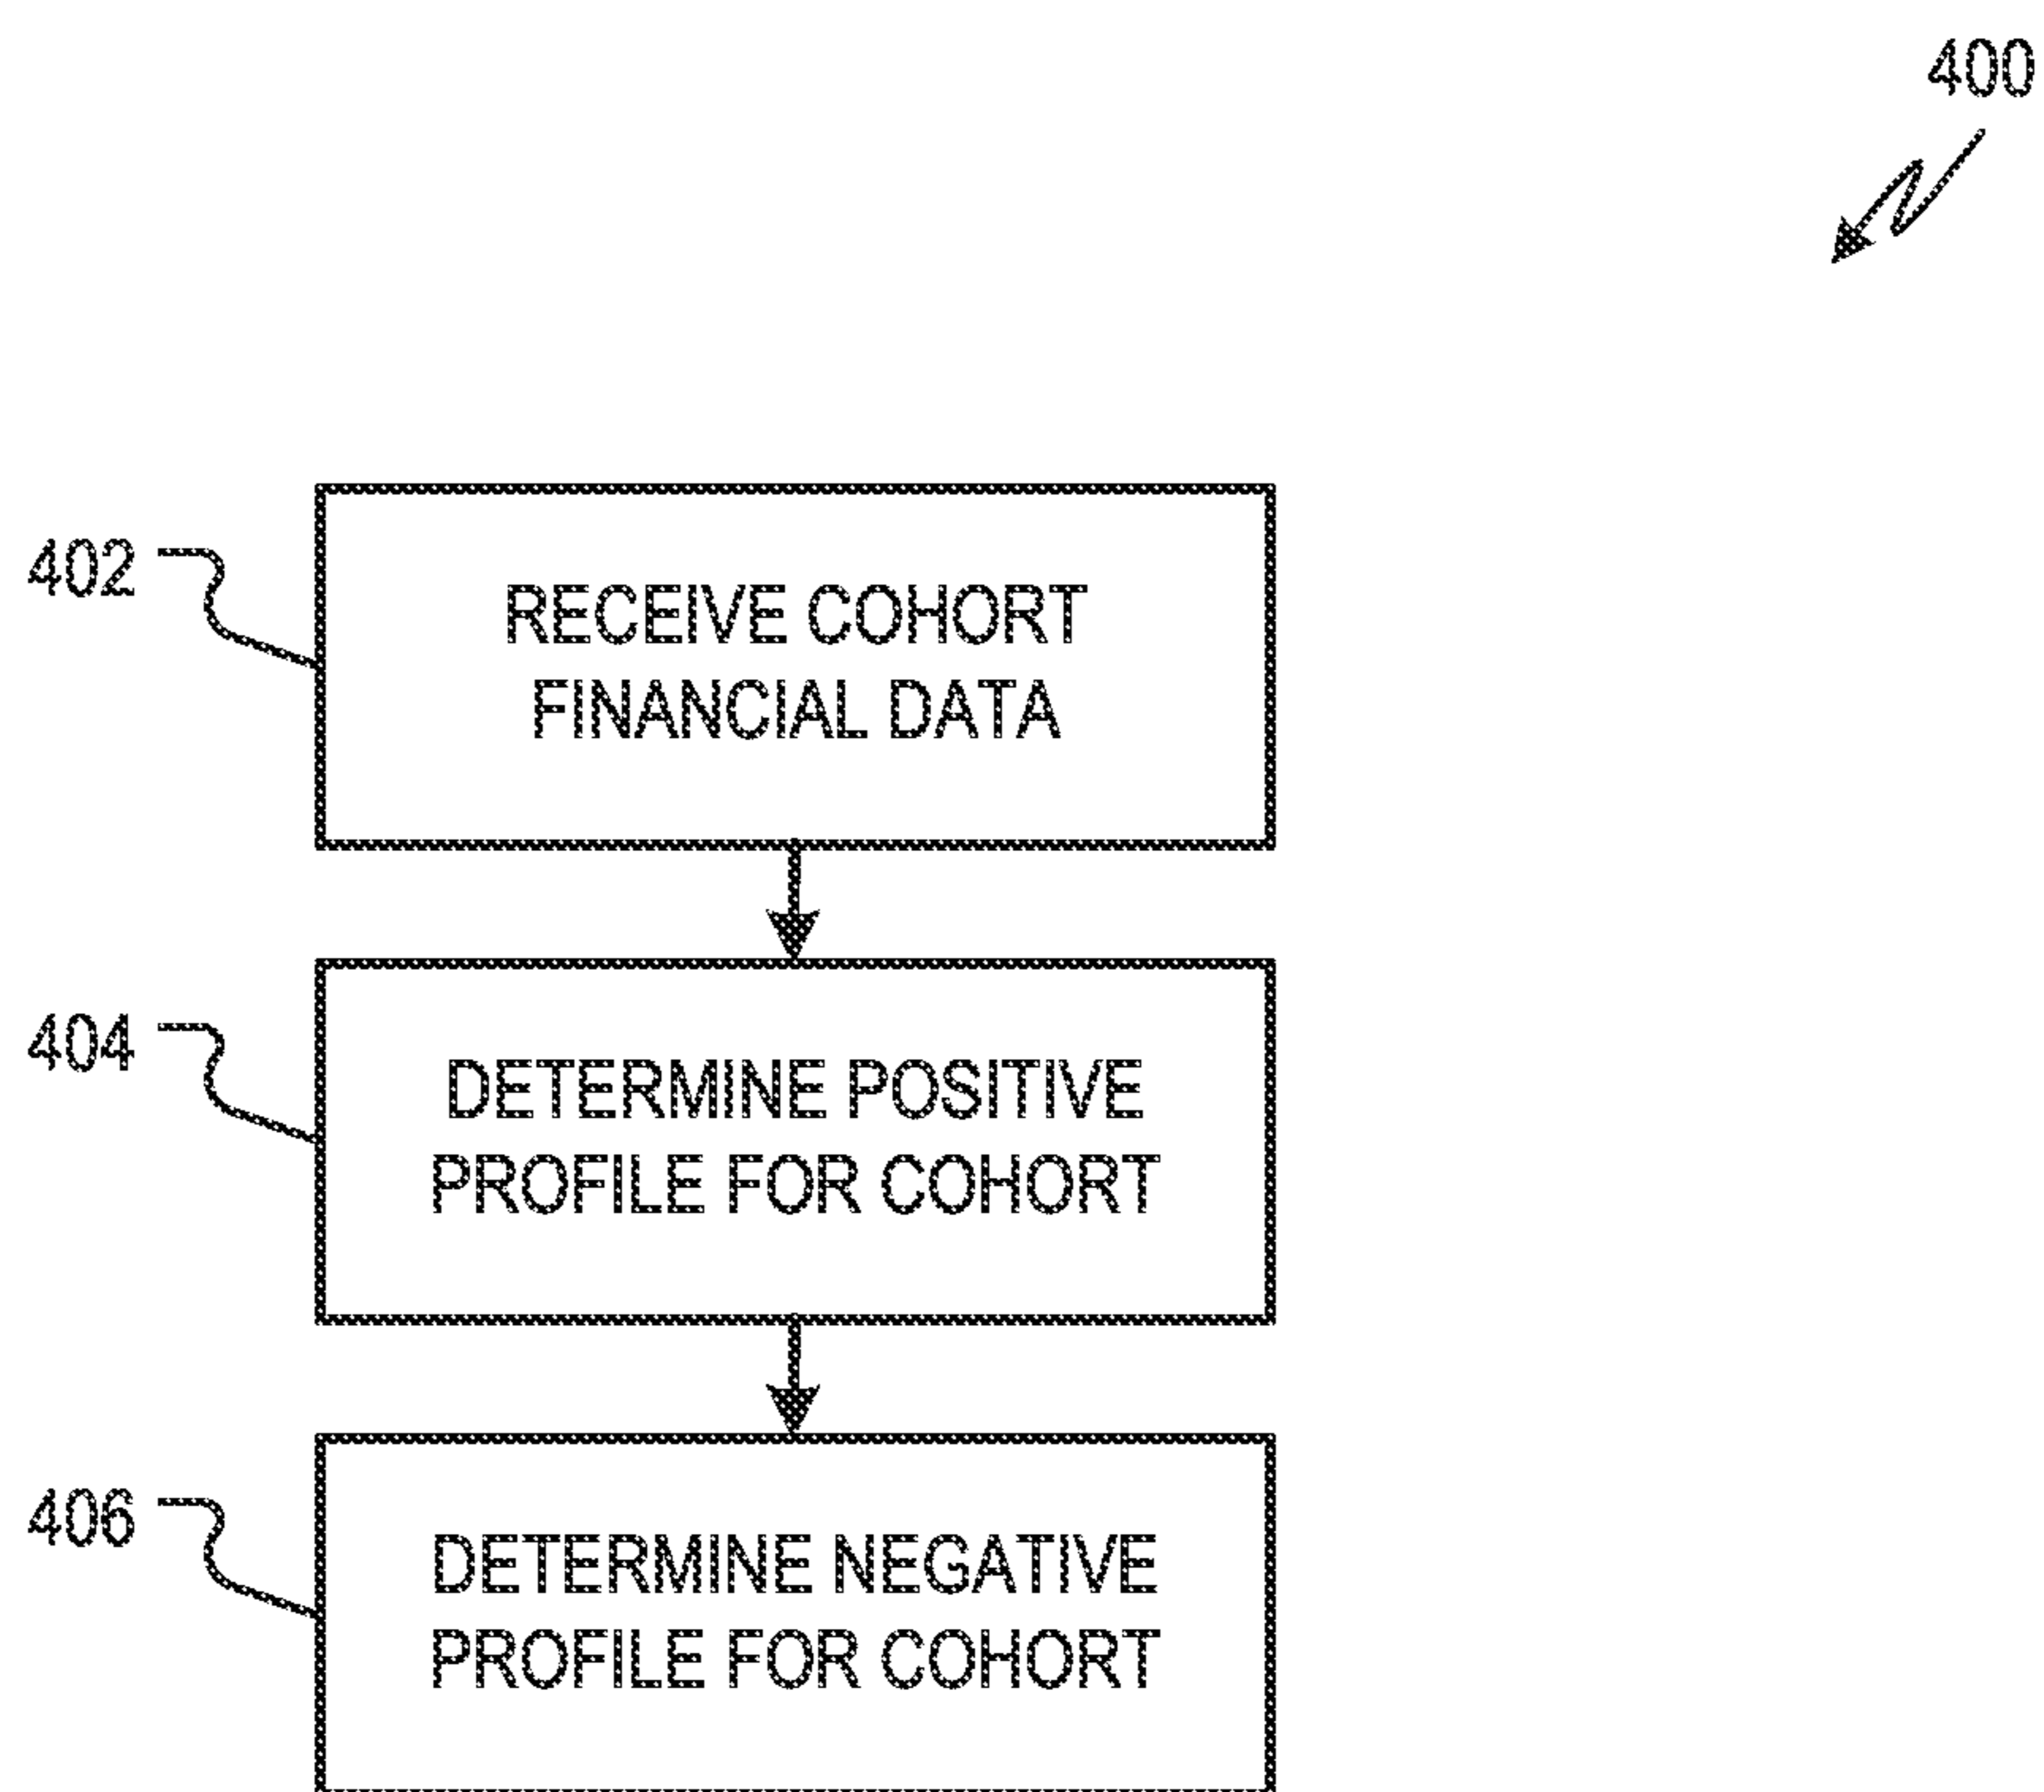 400
402
RECEIVE COHORT
FINANCIAL DATA
404
DETERMINE POSITIVE
PROFILE FOR COHORT
406
DETERMINE NEGATIVE
PROFILE FOR COHORT